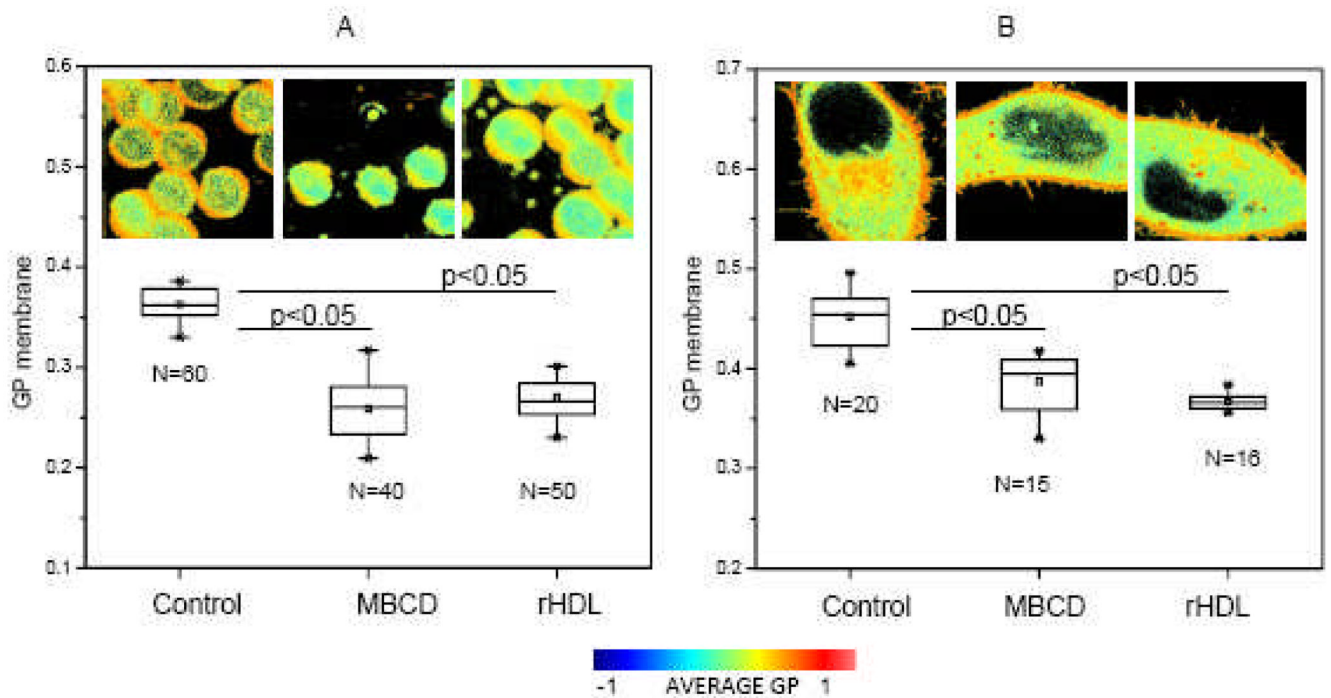 A
0.6
0.5
0.4
0.3
0.2
0.1
GP membrane
p<0.05
p<0.05
N=60
N=40
N=50
Control
MBCD
rHDL
B
0.7
0.6
0.5
0.4
0.3
0.2
GP membrane
p<0.05
p<0.05
N=20
N=15
N=16
Control
MBCD
rHDL
-1 AVERAGE GP 1